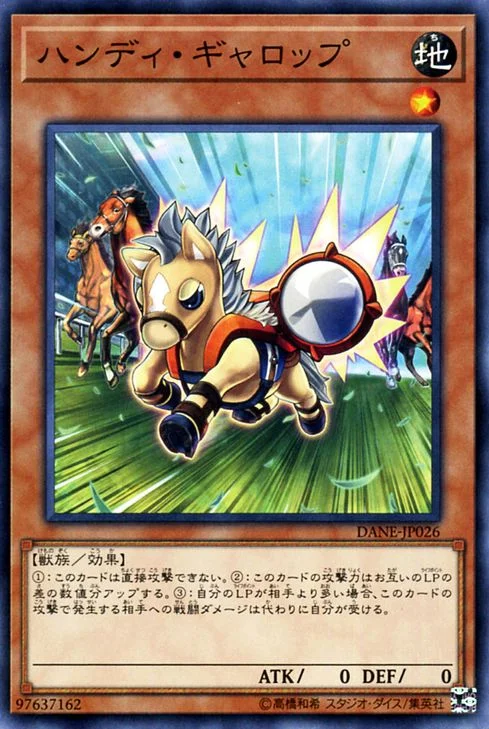 ハンディ・ギャロップ
地
DANE-JP026
【獣族/効果】
①:このカードは直接攻撃できない。②:このカードの攻撃力はお互いのLPの
差の数値分アップする。③:自分のLPが相手より多い場合、このカードの
攻撃で発生する相手への戦闘ダメージは代わりに自分が受ける。
ATK/ 0 DEF/ 0
97637162 ©高橋和希 スタジオ・ダイス/集英社